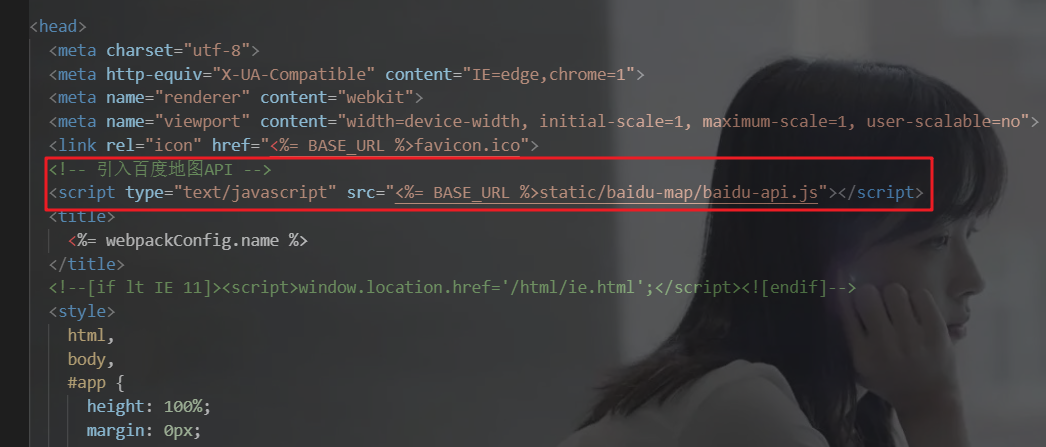 <head>
<meta charset="utf-8">
<meta http-equiv="X-UA-Compatible" content="IE=edge,chrome=1">
<meta name="renderer" content="webkit">
<meta name="viewport" content="width=device-width, initial-scale=1, maximum-scale=1, user-scalable=no">
<link rel="icon" href="<%= BASE_URL %>favicon.ico">
<!-- 引入百度地图API -->
<script type="text/javascript" src="<%= BASE_URL %>static/baidu-map/baidu-api.js"></script>
<title>
<%= webpackConfig.name %>
</title>
<!--[if lt IE 11]><script>window.location.href='/html/ie.html';</script><![endif]-->
<style>
html,
body,
#app {
height: 100%;
margin: 0px;